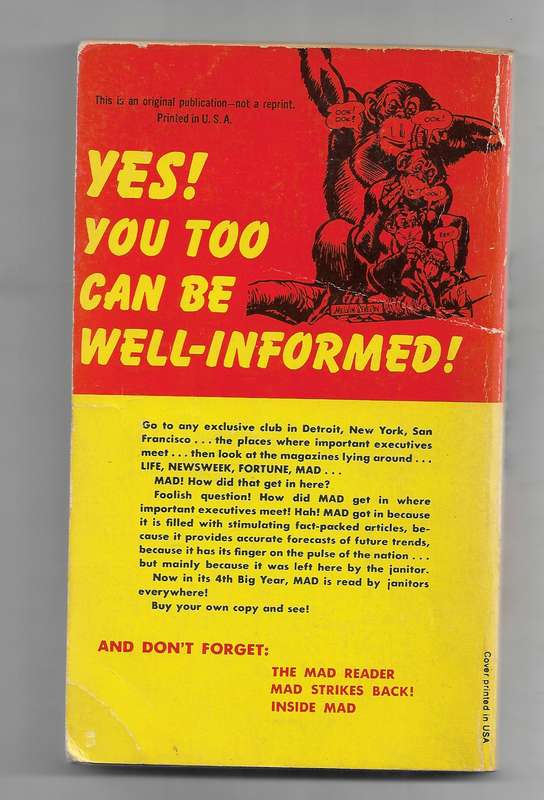 This is an original publication—not a reprint.
Printed in U. S. A.
OOK!
OOK!
OOK!
YES!
YOU TOO
CAN BE
WELL-INFORMED!
Go to any exclusive club in Detroit, New York, San
Francisco . . . the places where important executives
meet . . . then look at the magazines lying around . . .
LIFE, NEWSWEEK, FORTUNE, MAD . . .
MAD! How did that get in here?
Foolish question! How did MAD get in where
important executives meet! Hah! MAD got in because
it is filled with stimulating fact-packed articles, be-
cause it provides accurate forecasts of future trends,
because it has its finger on the pulse of the nation . . .
but mainly because it was left here by the janitor.
Now in its 4th Big Year, MAD is read by janitors
everywhere!
Buy your own copy and see!
AND DON'T FORGET:
THE MAD READER
MAD STRIKES BACK!
INSIDE MAD
Cover printed in USA